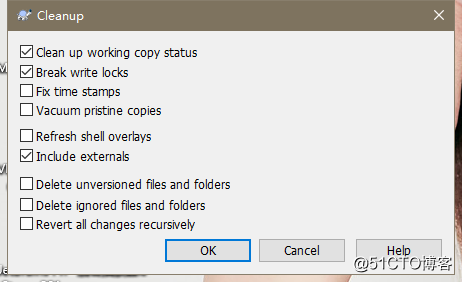 Cleanup
Clean up working copy status
Break write locks
Fix time stamps
Vacuum pristine copies
Refresh shell overlays
Include externals
Delete unversioned files and folders
Delete ignored files and folders
Revert all changes recursively
OK Cancel Help
@51CTO博客